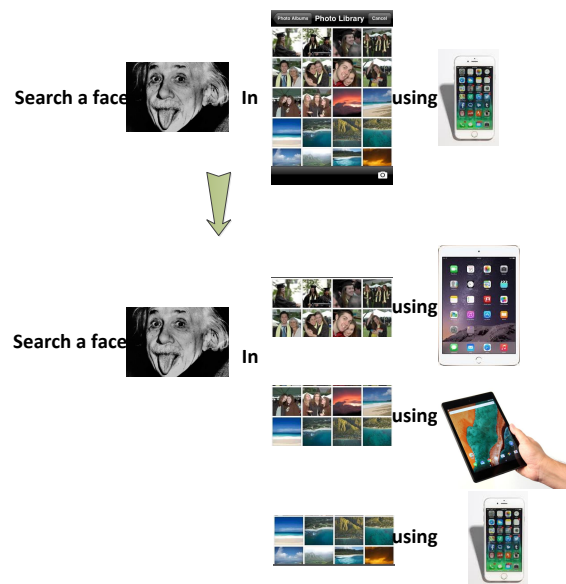 Photo Albums Photo Library Cancel
Search a face In using
using
Search a face In
using
using